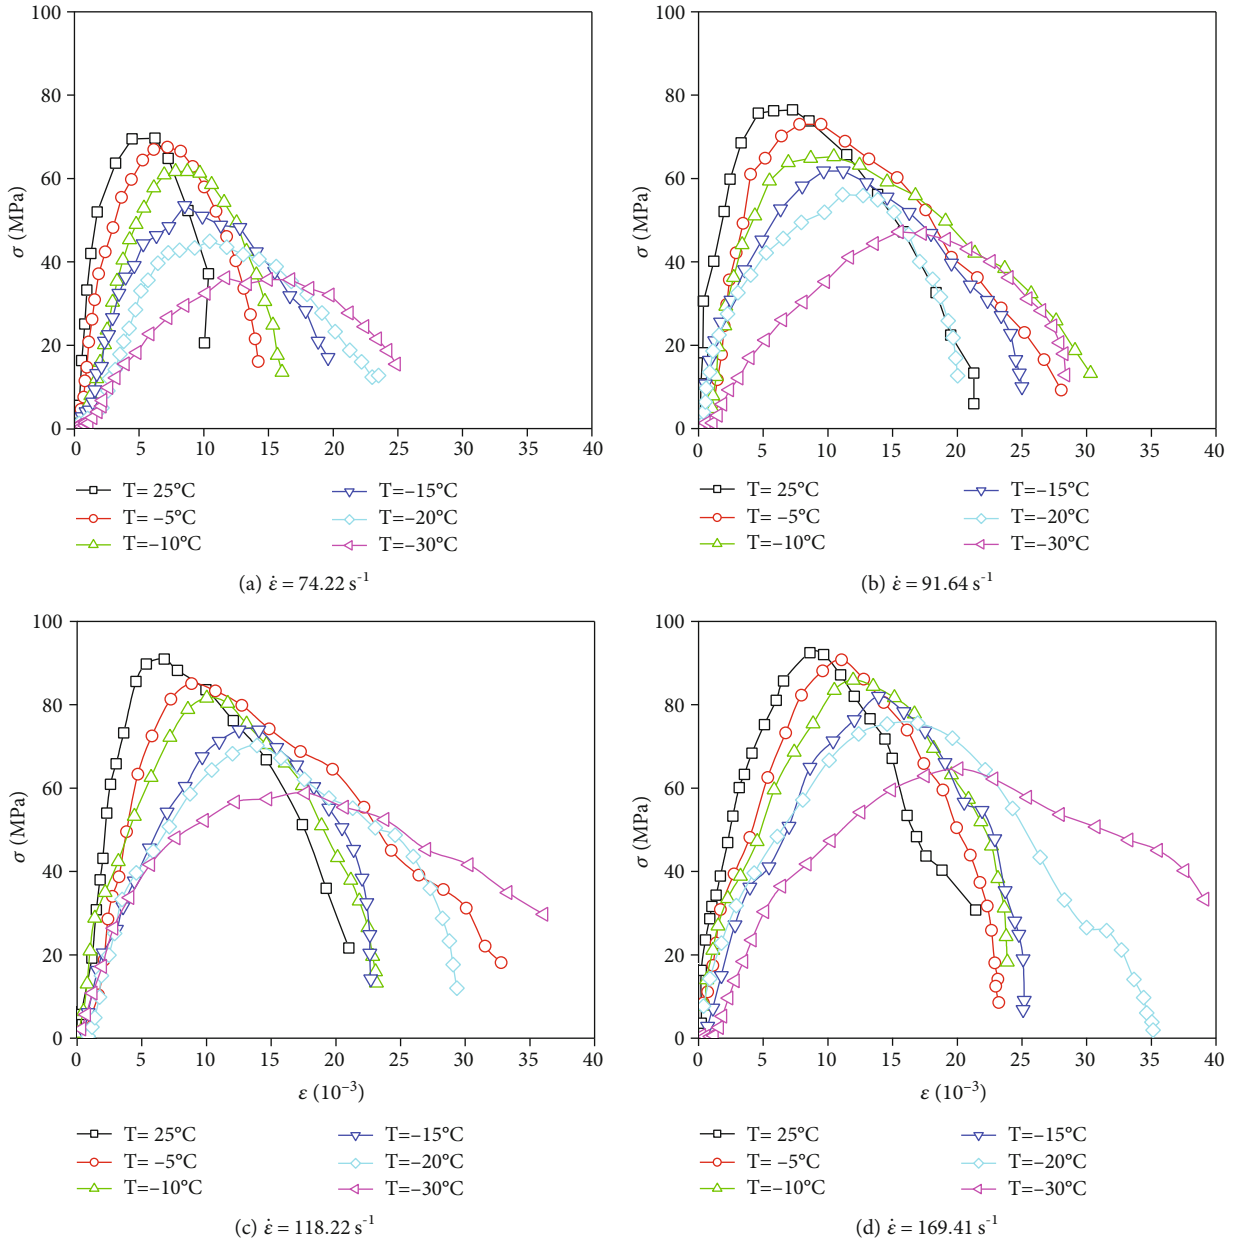 100
80
60
40
20
0
σ (MPa)
0 5 10 15 20 25 30 35 40
T= 25°C
T= –5°C
T=–10°C
T=–15°C
T=–20°C
T=–30°C
(a) ε̇ = 74.22 s⁻¹
100
80
60
40
20
0
σ (MPa)
0 5 10 15 20 25 30 35 40
T= 25°C
T= –5°C
T=–10°C
T=–15°C
T=–20°C
T=–30°C
(b) ε̇ = 91.64 s⁻¹
100
80
60
40
20
0
σ (MPa)
0 5 10 15 20 25 30 35 40
ε (10⁻³)
T= 25°C
T= –5°C
T=–10°C
T=–15°C
T=–20°C
T=–30°C
(c) ε̇ = 118.22 s⁻¹
100
80
60
40
20
0
σ (MPa)
0 5 10 15 20 25 30 35 40
ε (10⁻³)
T= 25°C
T= –5°C
T=–10°C
T=–15°C
T=–20°C
T=–30°C
(d) ε̇ = 169.41 s⁻¹